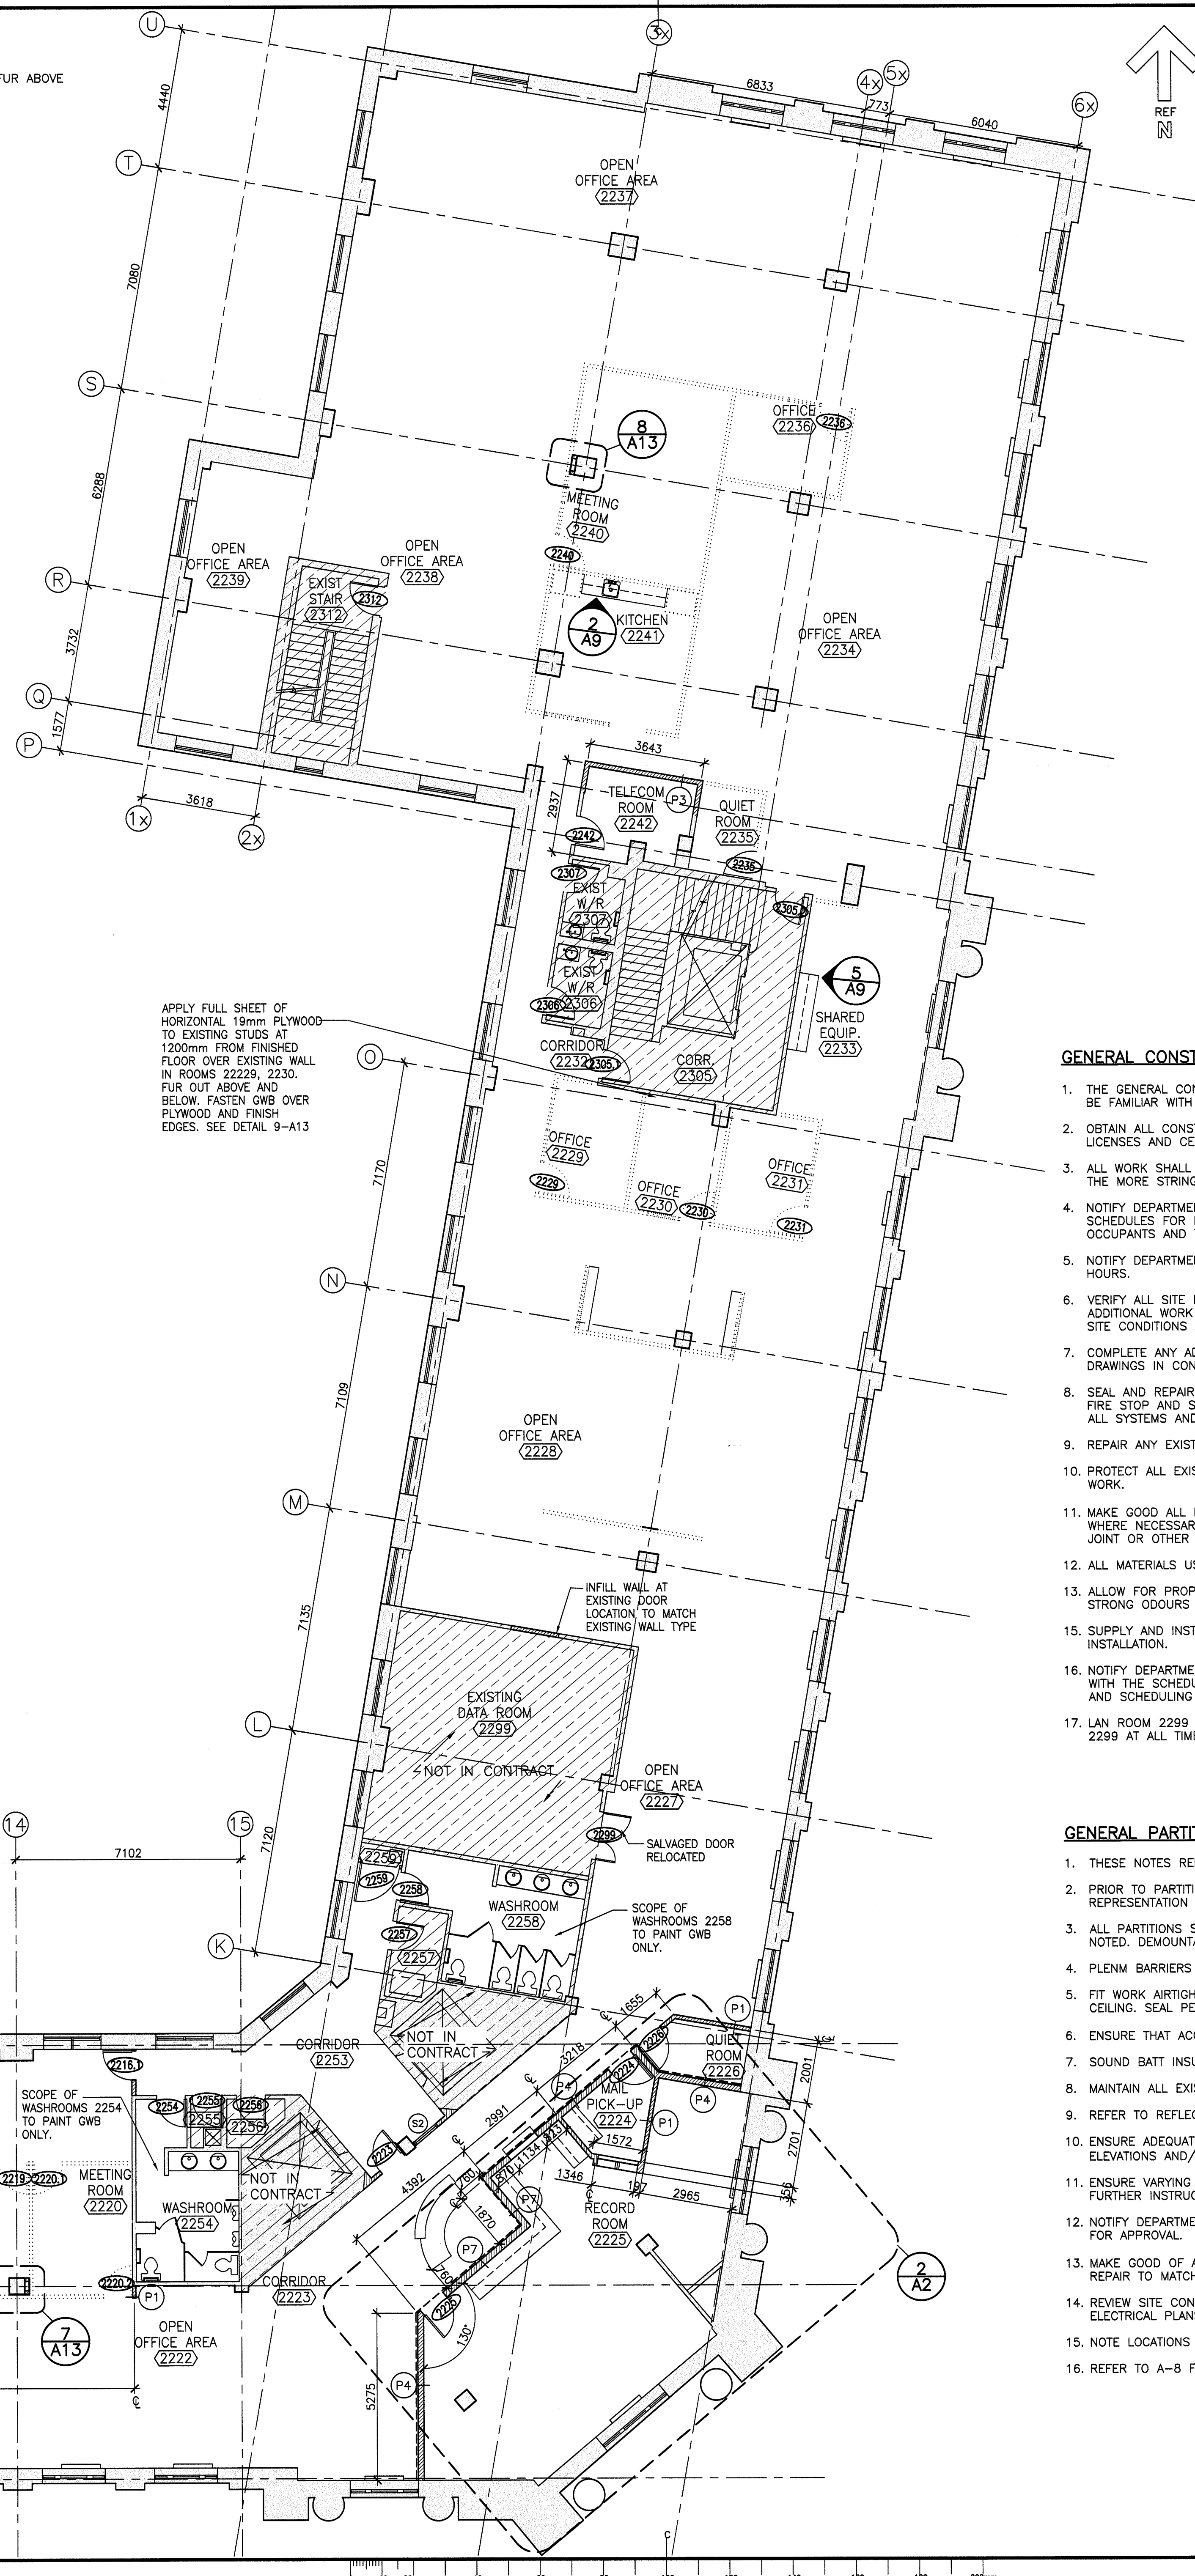 U
3x
FUR ABOVE
6833
4x
5x
773
6040
6x
REF
N
4440
T
OPEN
OFFICE AREA
2237
7080
S
OFFICE
2236
2236
8
A13
6288
MEETING
ROOM
2240
2240
OPEN
OFFICE AREA
2239
OPEN
OFFICE AREA
2238
R
EXIST
STAIR
2312
2312
2
A9
KITCHEN
2241
OPEN
OFFICE AREA
2234
3732
Q
1577
P
3643
3618
1x
2x
2937
TELECOM
ROOM
2242
P3
QUIET
ROOM
2235
2242
2235
2307
EXIST
W/R
2307
2305
EXIST
W/R
2306
2306
5
A9
SHARED
EQUIP.
2233
APPLY FULL SHEET OF
HORIZONTAL 19mm PLYWOOD
TO EXISTING STUDS AT
1200mm FROM FINISHED
FLOOR OVER EXISTING WALL
IN ROOMS 22229, 2230.
FUR OUT ABOVE AND
BELOW. FASTEN GWB OVER
PLYWOOD AND FINISH
EDGES. SEE DETAIL 9-A13
CORRIDOR
2232
2305.1
CORR.
2305
O
OFFICE
2229
2229
OFFICE
2230
2230
OFFICE
2231
2231
7170
N
7109
OPEN
OFFICE AREA
2228
M
INFILL WALL AT
EXISTING DOOR
LOCATION TO MATCH
EXISTING WALL TYPE
7135
EXISTING
DATA ROOM
2299
L
NOT IN CONTRACT
OPEN
OFFICE AREA
2227
2299
SALVAGED DOOR
RELOCATED
14
15
7102
7120
2259
2259
2258
WASHROOM
2258
SCOPE OF
WASHROOMS 2258
TO PAINT GWB
ONLY.
2257
2257
K
NOT IN
CONTRACT
CORRIDOR
2253
1655
P1
QUIET
ROOM
2226
2226
3218
2224
MAIL
PICK-UP
2224
P4
P1
P4
2001
2701
356
2216.1
SCOPE OF
WASHROOMS 2254
TO PAINT GWB
ONLY.
2254
2255
2255
2256
2256
S2
2223
2991
4392
760
870
1134
913
1572
1346
197
2965
2219
2220.1
MEETING
ROOM
2220
NOT IN
CONTRACT
WASHROOM
2254
1870
P7
P7
760
RECORD
ROOM
2225
2225
130°
2220.2
P1
CORRIDOR
2223
2
A2
7
A13
OPEN
OFFICE AREA
2222
P4
5275
GENERAL CONST
1. THE GENERAL CON
BE FAMILIAR WITH
2. OBTAIN ALL CONST
LICENSES AND CE
3. ALL WORK SHALL
THE MORE STRING
4. NOTIFY DEPARTMEN
SCHEDULES FOR
OCCUPANTS AND
5. NOTIFY DEPARTMEN
HOURS.
6. VERIFY ALL SITE
ADDITIONAL WORK
SITE CONDITIONS
7. COMPLETE ANY AD
DRAWINGS IN CON
8. SEAL AND REPAIR
FIRE STOP AND S
ALL SYSTEMS AND
9. REPAIR ANY EXIST
10. PROTECT ALL EXIS
WORK.
11. MAKE GOOD ALL
WHERE NECESSAR
JOINT OR OTHER
12. ALL MATERIALS US
13. ALLOW FOR PROP
STRONG ODOURS
15. SUPPLY AND INST
INSTALLATION.
16. NOTIFY DEPARTME
WITH THE SCHEDU
AND SCHEDULING
17. LAN ROOM 2299
2299 AT ALL TIME
GENERAL PARTIT
1. THESE NOTES RE
2. PRIOR TO PARTITI
REPRESENTATION
3. ALL PARTITIONS S
NOTED. DEMOUNTA
4. PLENM BARRIERS
5. FIT WORK AIRTIGH
CEILING. SEAL PE
6. ENSURE THAT ACO
7. SOUND BATT INSU
8. MAINTAIN ALL EXIS
9. REFER TO REFLEC
10. ENSURE ADEQUAT
ELEVATIONS AND/
11. ENSURE VARYING
FURTHER INSTRUC
12. NOTIFY DEPARTME
FOR APPROVAL.
13. MAKE GOOD OF A
REPAIR TO MATCH
14. REVIEW SITE CON
ELECTRICAL PLANS
15. NOTE LOCATIONS
16. REFER TO A-8 F